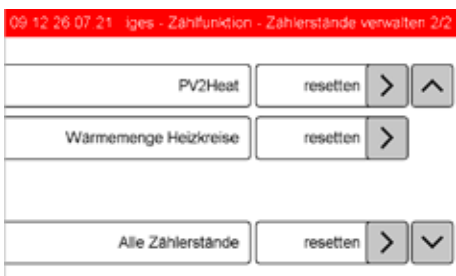 09 12 26 07 21 iges - Zählfunktion - Zählerstände verwalten 2/2
PV2Heat resetten
Wärmemenge Heizkreise resetten
Alle Zählerstände resetten